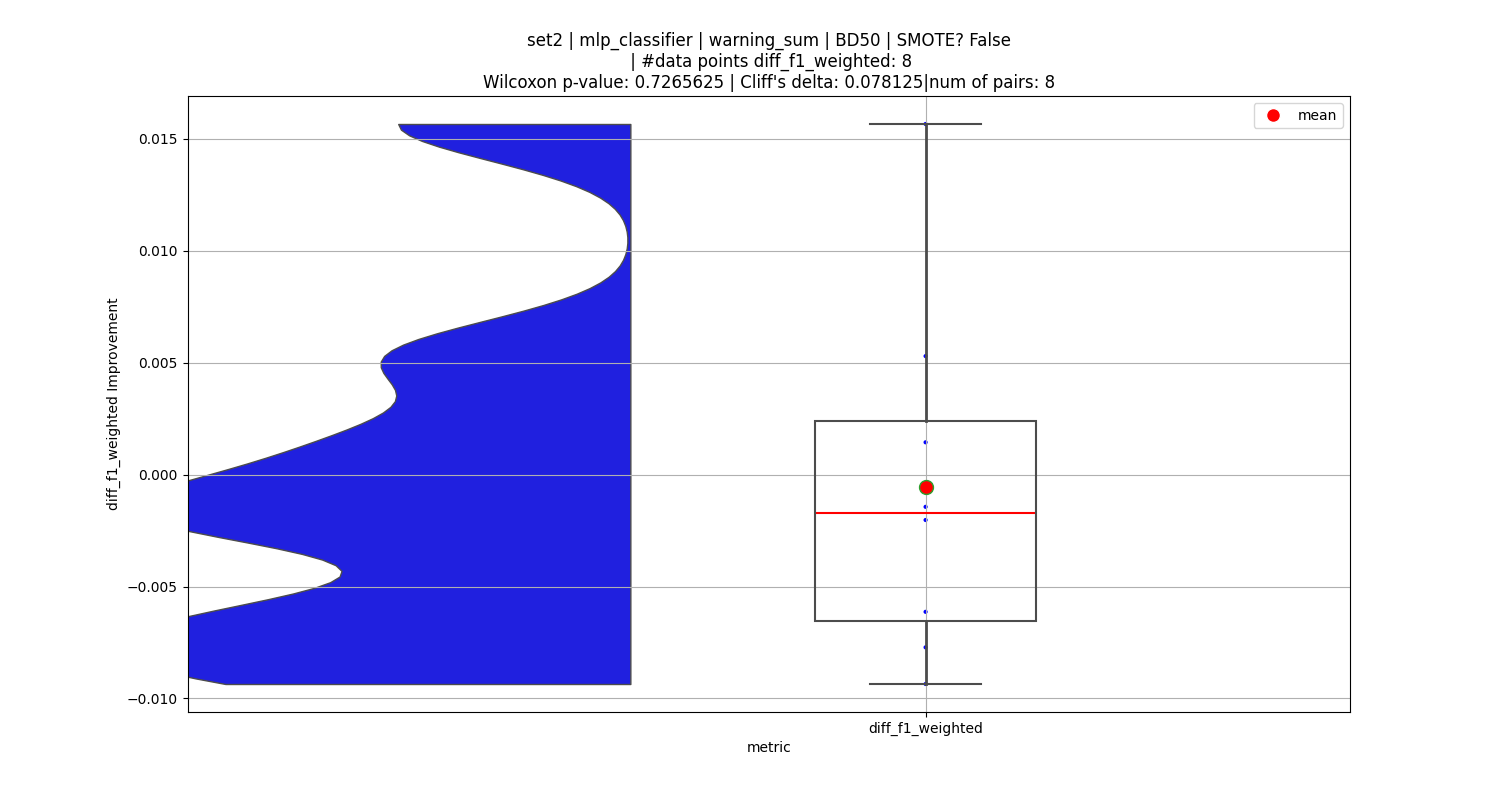 set2 | mlp_classifier | warning_sum | BD50 | SMOTE? False
| #data points diff_f1_weighted: 8
Wilcoxon p-value: 0.7265625 | Cliff's delta: 0.078125|num of pairs: 8
mean
0.015
0.010
0.005
0.000
−0.005
−0.010
diff_f1_weighted Improvement
diff_f1_weighted
metric